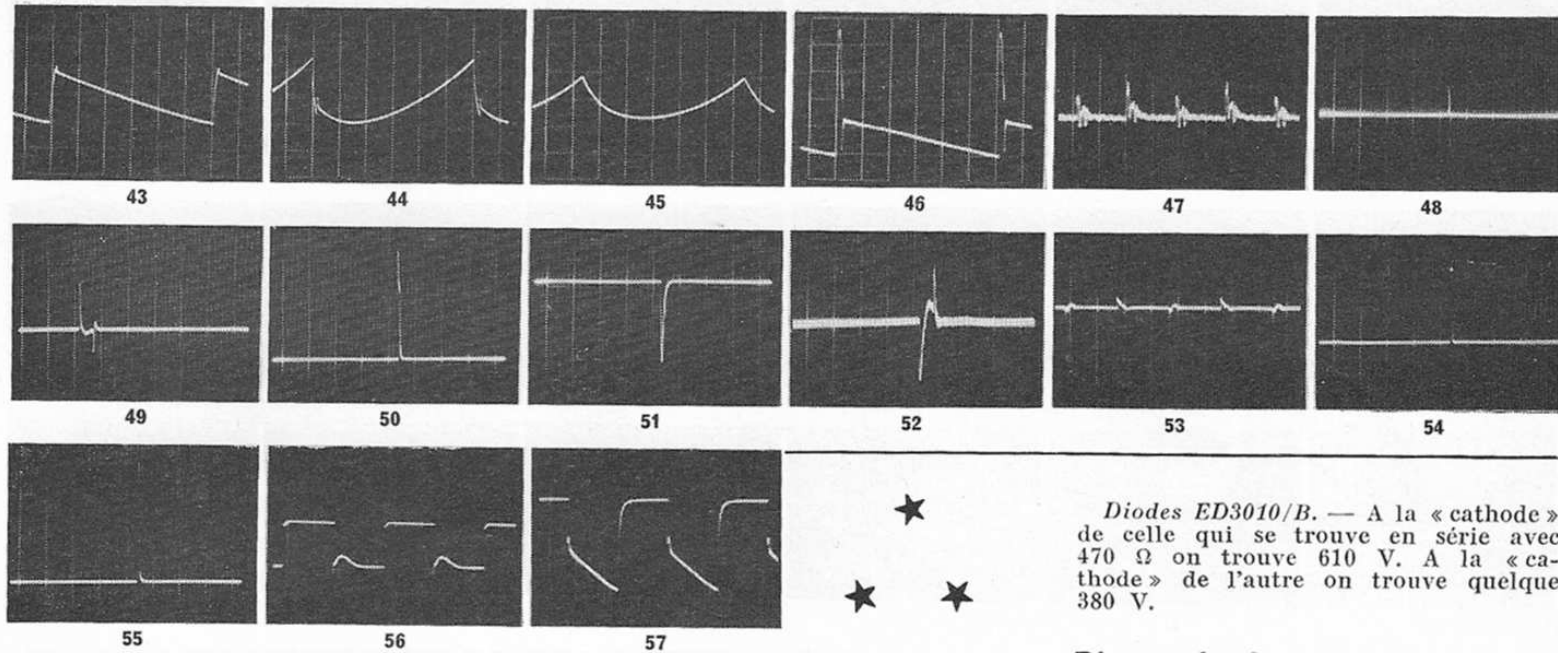 43 44 45 46 47 48
49 50 51 52 53 54
55 56 57
Diodes ED3010/B. — A la « cathode »
de celle qui se trouve en série avec
470 Ω on trouve 610 V. A la « ca-
thode » de l'autre on trouve quelque
380 V.